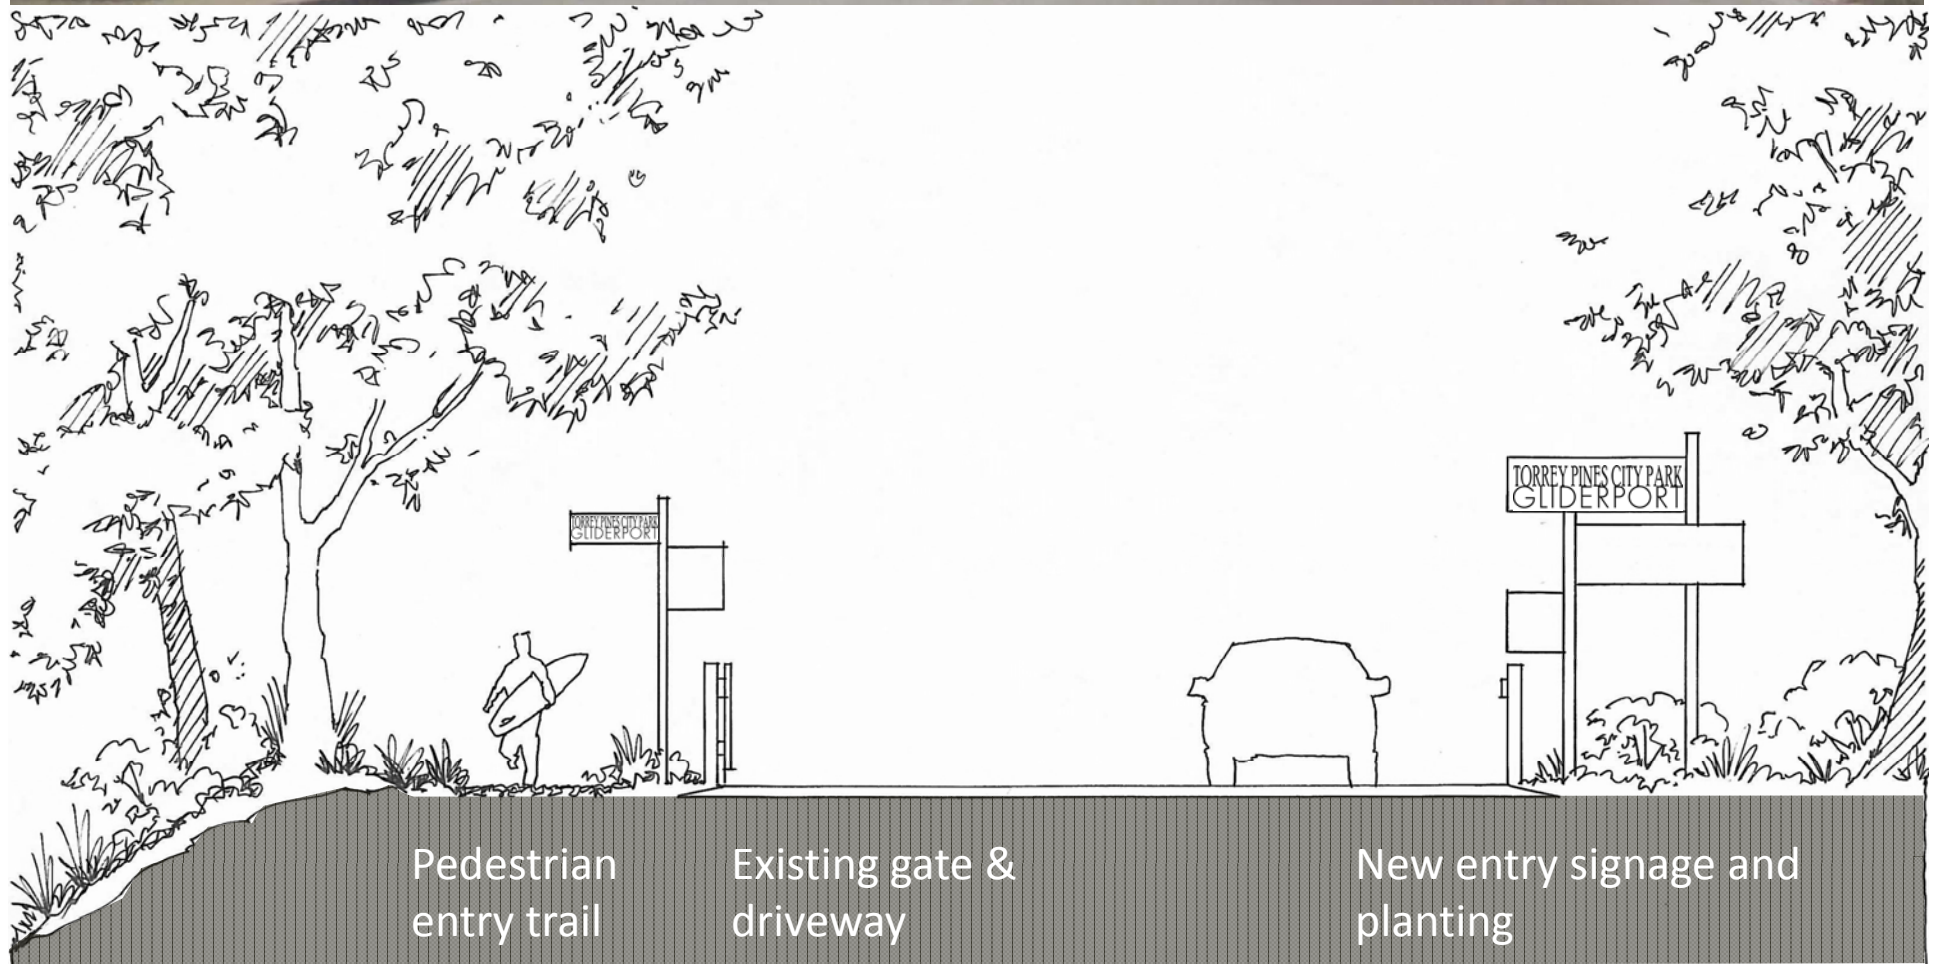 TORREY PINES CITY PARK
GLIDERPORT
TORREY PINES CITY PARK
GLIDERPORT
Pedestrian
entry trail
Existing gate &
driveway
New entry signage and
planting